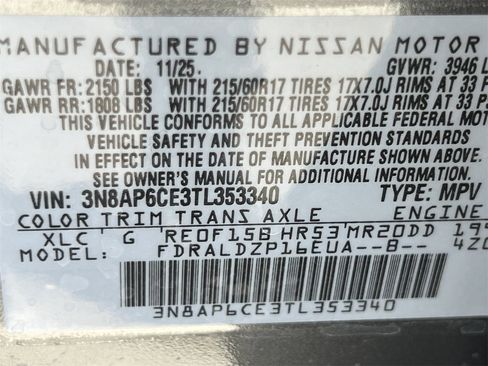 MANUFACTURED BY NISSAN MOTOR
DATE: 11/25. GVWR: 3946 L
GAWR FR: 2150 LBS WITH 215/60R17 TIRES 17X7.0J RIMS AT 33 P
GAWR RR: 1808 LBS WITH 215/60R17 TIRES 17X7.0J RIMS AT 33 P
THIS VEHICLE CONFORMS TO ALL APPLICABLE FEDERAL MOT
VEHICLE SAFETY AND THEFT PREVENTION STANDARDS
IN EFFECT ON THE DATE OF MANUFACTURE SHOWN ABOVE.
SEE OWNER'S MANUAL FOR ADDITIONAL INFORMATION.
VIN: 3N8AP6CE3TL353340 TYPE: MPV
COLOR TRIM TRANS AXLE ENGINE
XLC G RE0F15B HR53 MR20DD 199
FDRALDZP16EUA--B-- 4Z0
3N8AP6CE3TL353340